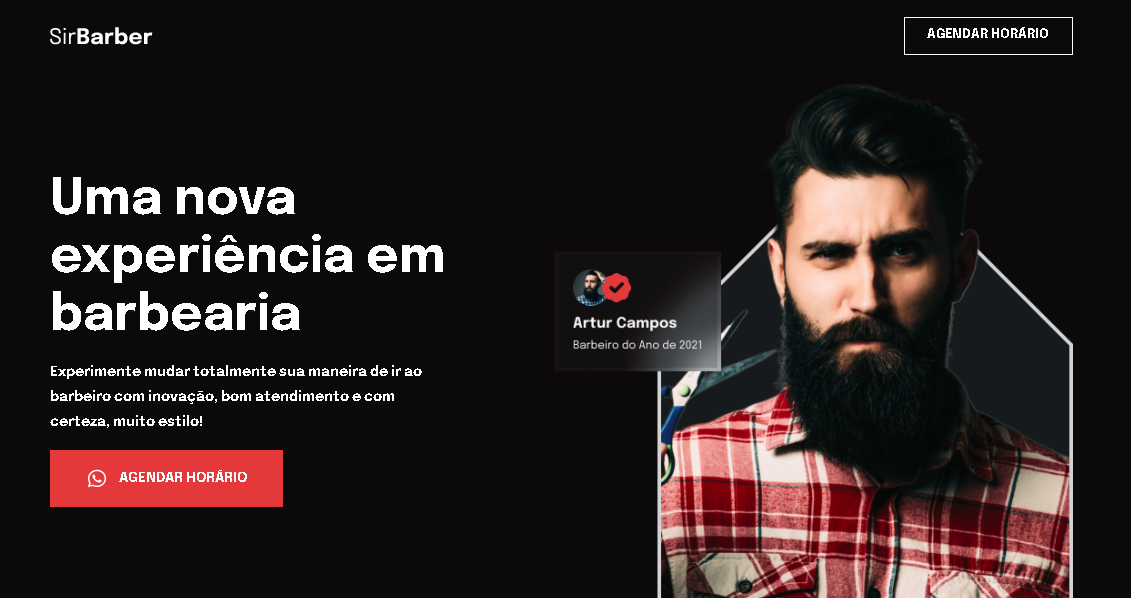 SirBarber
AGENDAR HORÁRIO
Uma nova
experiência em
barbearia
Experimente mudar totalmente sua maneira de ir ao
barbeiro com inovação, bom atendimento e com
certeza, muito estilo!
AGENDAR HORÁRIO
Artur Campos
Barbeiro do Ano de 2021